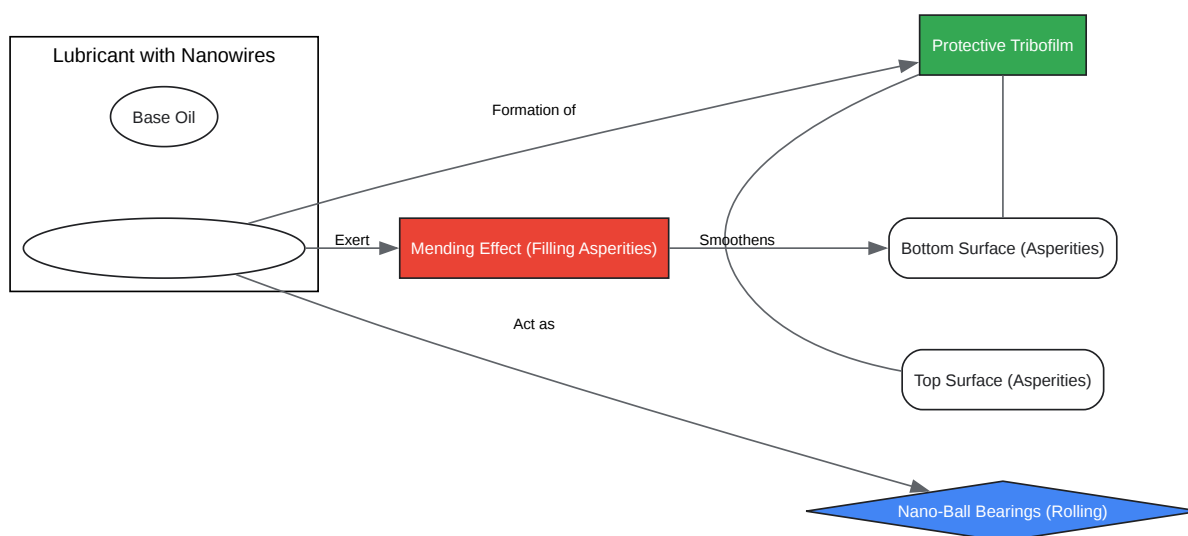 Lubricant with Nanowires
Protective Tribofilm
Base Oil
Formation of
Exert
Mending Effect (Filling Asperities)
Smoothens
Bottom Surface (Asperities)
Act as
Top Surface (Asperities)
Nano-Ball Bearings (Rolling)